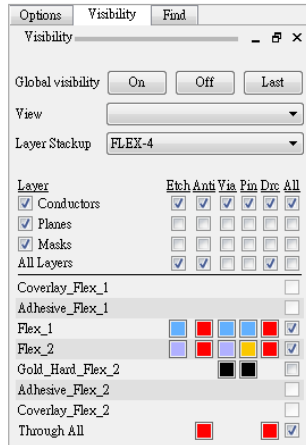 Options Visibility Find
Visibility
Global visibility On Off Last
View
Layer Stackup FLEX-4
Layer Etch Anti Via Pin Drc All
Conductors
Planes
Masks
All Layers
Coverlay_Flex_1
Adhesive_Flex_1
Flex_1
Flex_2
Gold_Hard_Flex_2
Adhesive_Flex_2
Coverlay_Flex_2
Through All